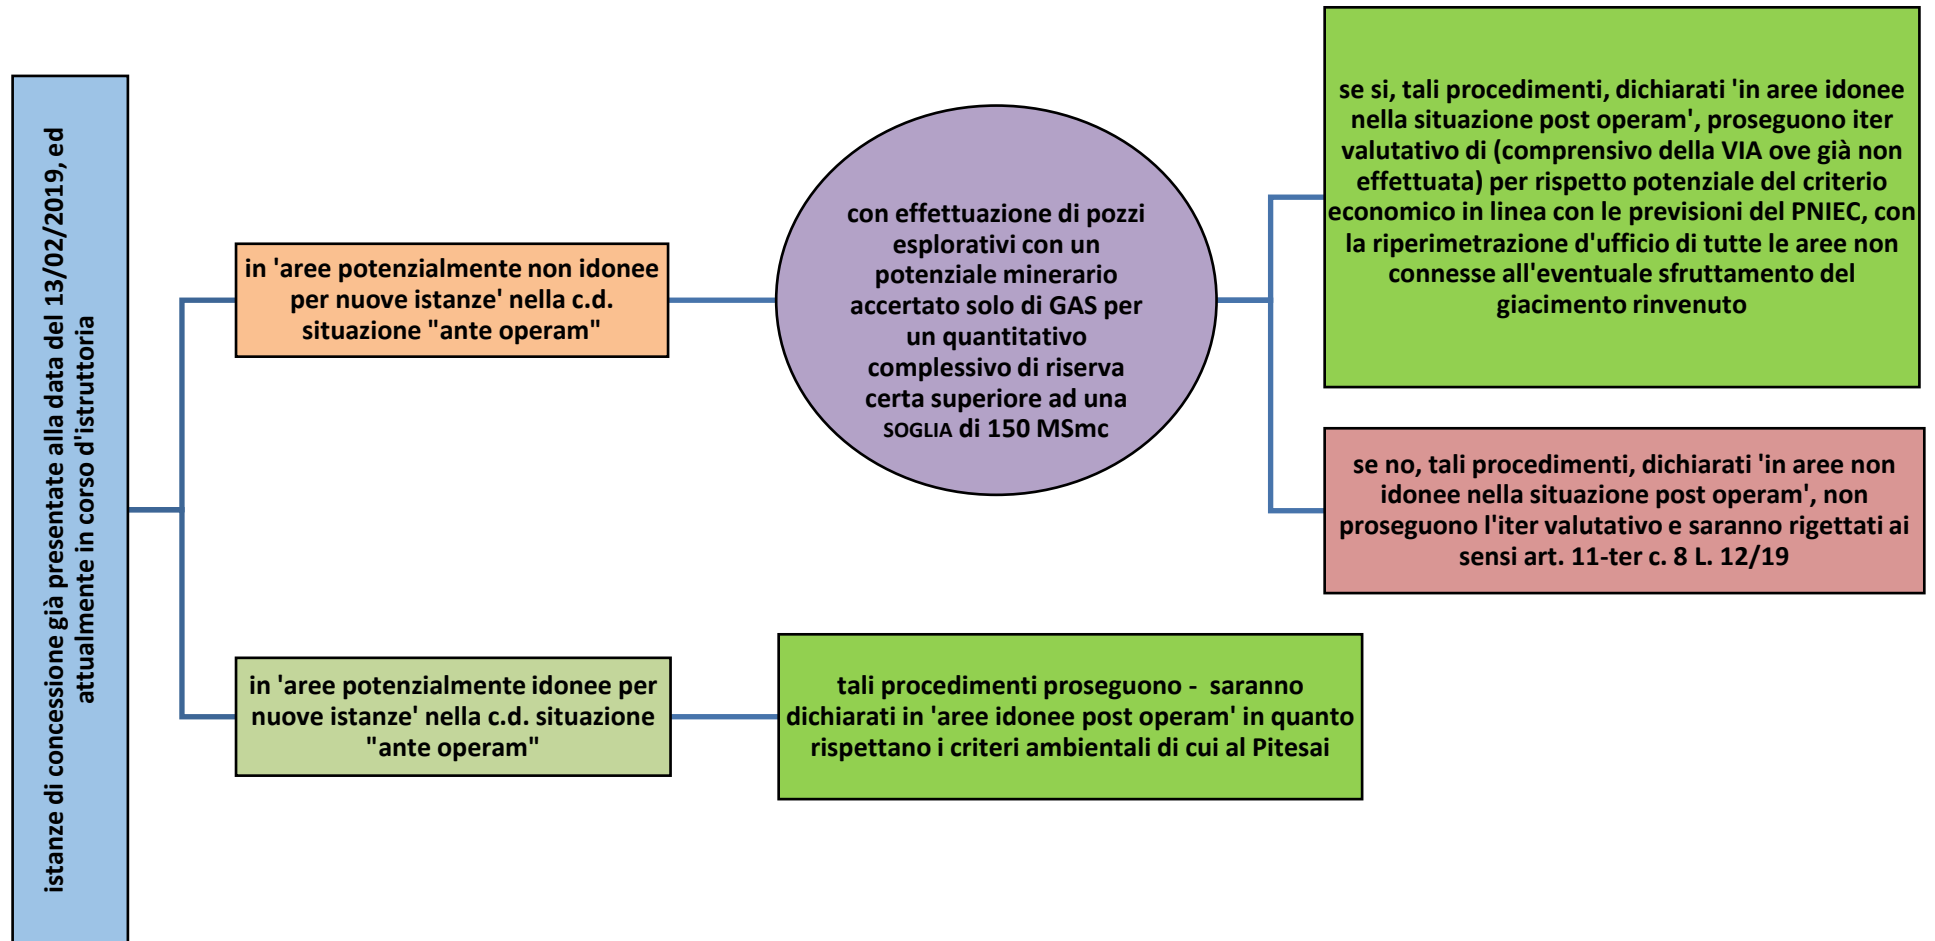 istanze di concessione già presentate alla data del 13/02/2019, ed
attualmente in corso d'istruttoria
in 'aree potenzialmente non idonee
per nuove istanze' nella c.d.
situazione "ante operam"
con effettuazione di pozzi
esplorativi con un
potenziale minerario
accertato solo di GAS per
un quantitativo
complessivo di riserva
certa superiore ad una
SOGLIA di 150 MSmc
se si, tali procedimenti, dichiarati 'in aree idonee
nella situazione post operam', proseguono iter
valutativo di (comprensivo della VIA ove già non
effettuata) per rispetto potenziale del criterio
economico in linea con le previsioni del PNIEC, con
la riperimetrazione d'ufficio di tutte le aree non
connesse all'eventuale sfruttamento del
giacimento rinvenuto
se no, tali procedimenti, dichiarati 'in aree non
idonee nella situazione post operam', non
proseguono l'iter valutativo e saranno rigettati ai
sensi art. 11-ter c. 8 L. 12/19
in 'aree potenzialmente idonee per
nuove istanze' nella c.d. situazione
"ante operam"
tali procedimenti proseguono - saranno
dichiarati in 'aree idonee post operam' in quanto
rispettano i criteri ambientali di cui al Pitesai